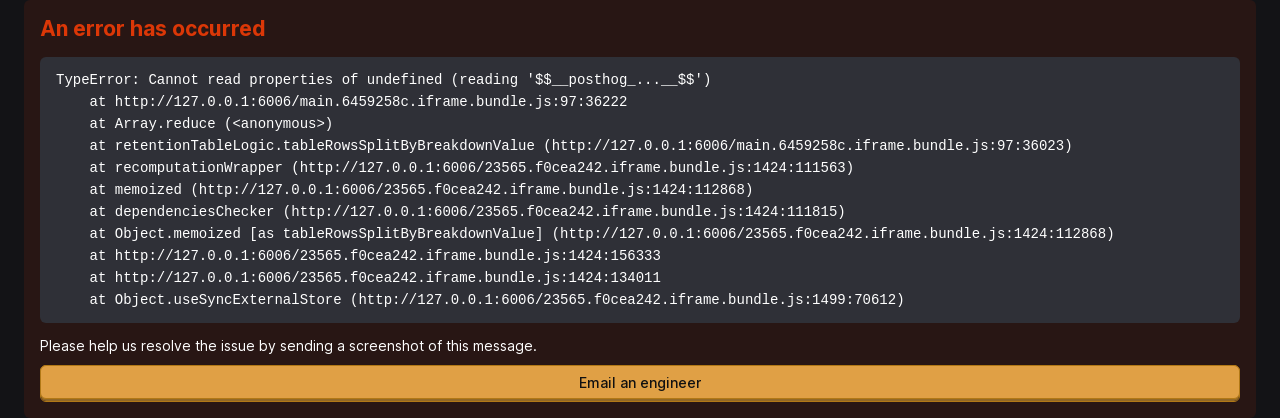 An error has occurred
TypeError: Cannot read properties of undefined (reading '$$__posthog_...__$$')
    at http://127.0.0.1:6006/main.6459258c.iframe.bundle.js:97:36222
    at Array.reduce (<anonymous>)
    at retentionTableLogic.tableRowsSplitByBreakdownValue (http://127.0.0.1:6006/main.6459258c.iframe.bundle.js:97:36023)
    at recomputationWrapper (http://127.0.0.1:6006/23565.f0cea242.iframe.bundle.js:1424:111563)
    at memoized (http://127.0.0.1:6006/23565.f0cea242.iframe.bundle.js:1424:112868)
    at dependenciesChecker (http://127.0.0.1:6006/23565.f0cea242.iframe.bundle.js:1424:111815)
    at Object.memoized [as tableRowsSplitByBreakdownValue] (http://127.0.0.1:6006/23565.f0cea242.iframe.bundle.js:1424:112868)
    at http://127.0.0.1:6006/23565.f0cea242.iframe.bundle.js:1424:156333
    at http://127.0.0.1:6006/23565.f0cea242.iframe.bundle.js:1424:134011
    at Object.useSyncExternalStore (http://127.0.0.1:6006/23565.f0cea242.iframe.bundle.js:1499:70612)
Please help us resolve the issue by sending a screenshot of this message.
Email an engineer